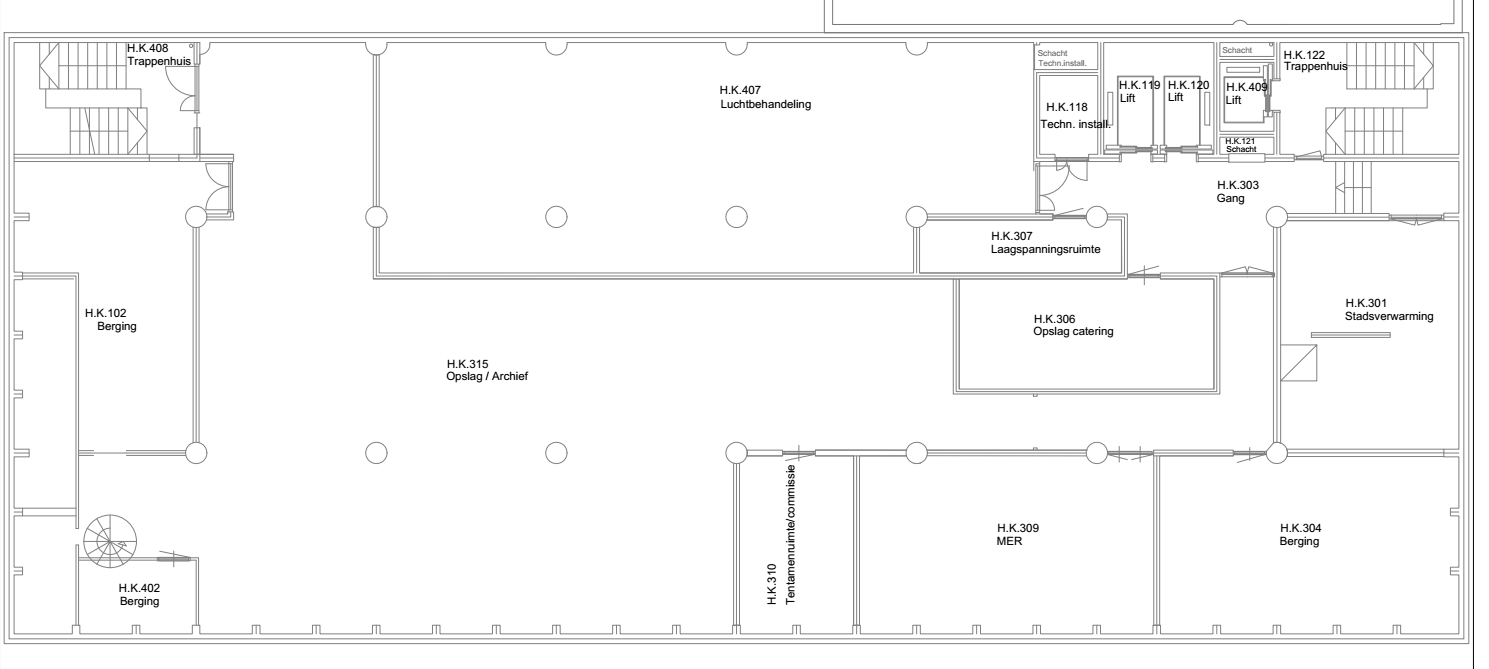 H.K.408
Trappenhuis
H.K.407
Luchtbehandeling
Schacht
Techn.install.
H.K.118
Techn. install.
H.K.119
Lift
H.K.120
Lift
Schacht
H.K.409
Lift
H.K.121
Schacht
H.K.122
Trappenhuis
H.K.303
Gang
H.K.307
Laagspanningsruimte
H.K.102
Berging
H.K.306
Opslag catering
H.K.301
Stadsverwarming
H.K.315
Opslag / Archief
H.K.310
Tentamenruimte/commissie
H.K.309
MER
H.K.304
Berging
H.K.402
Berging